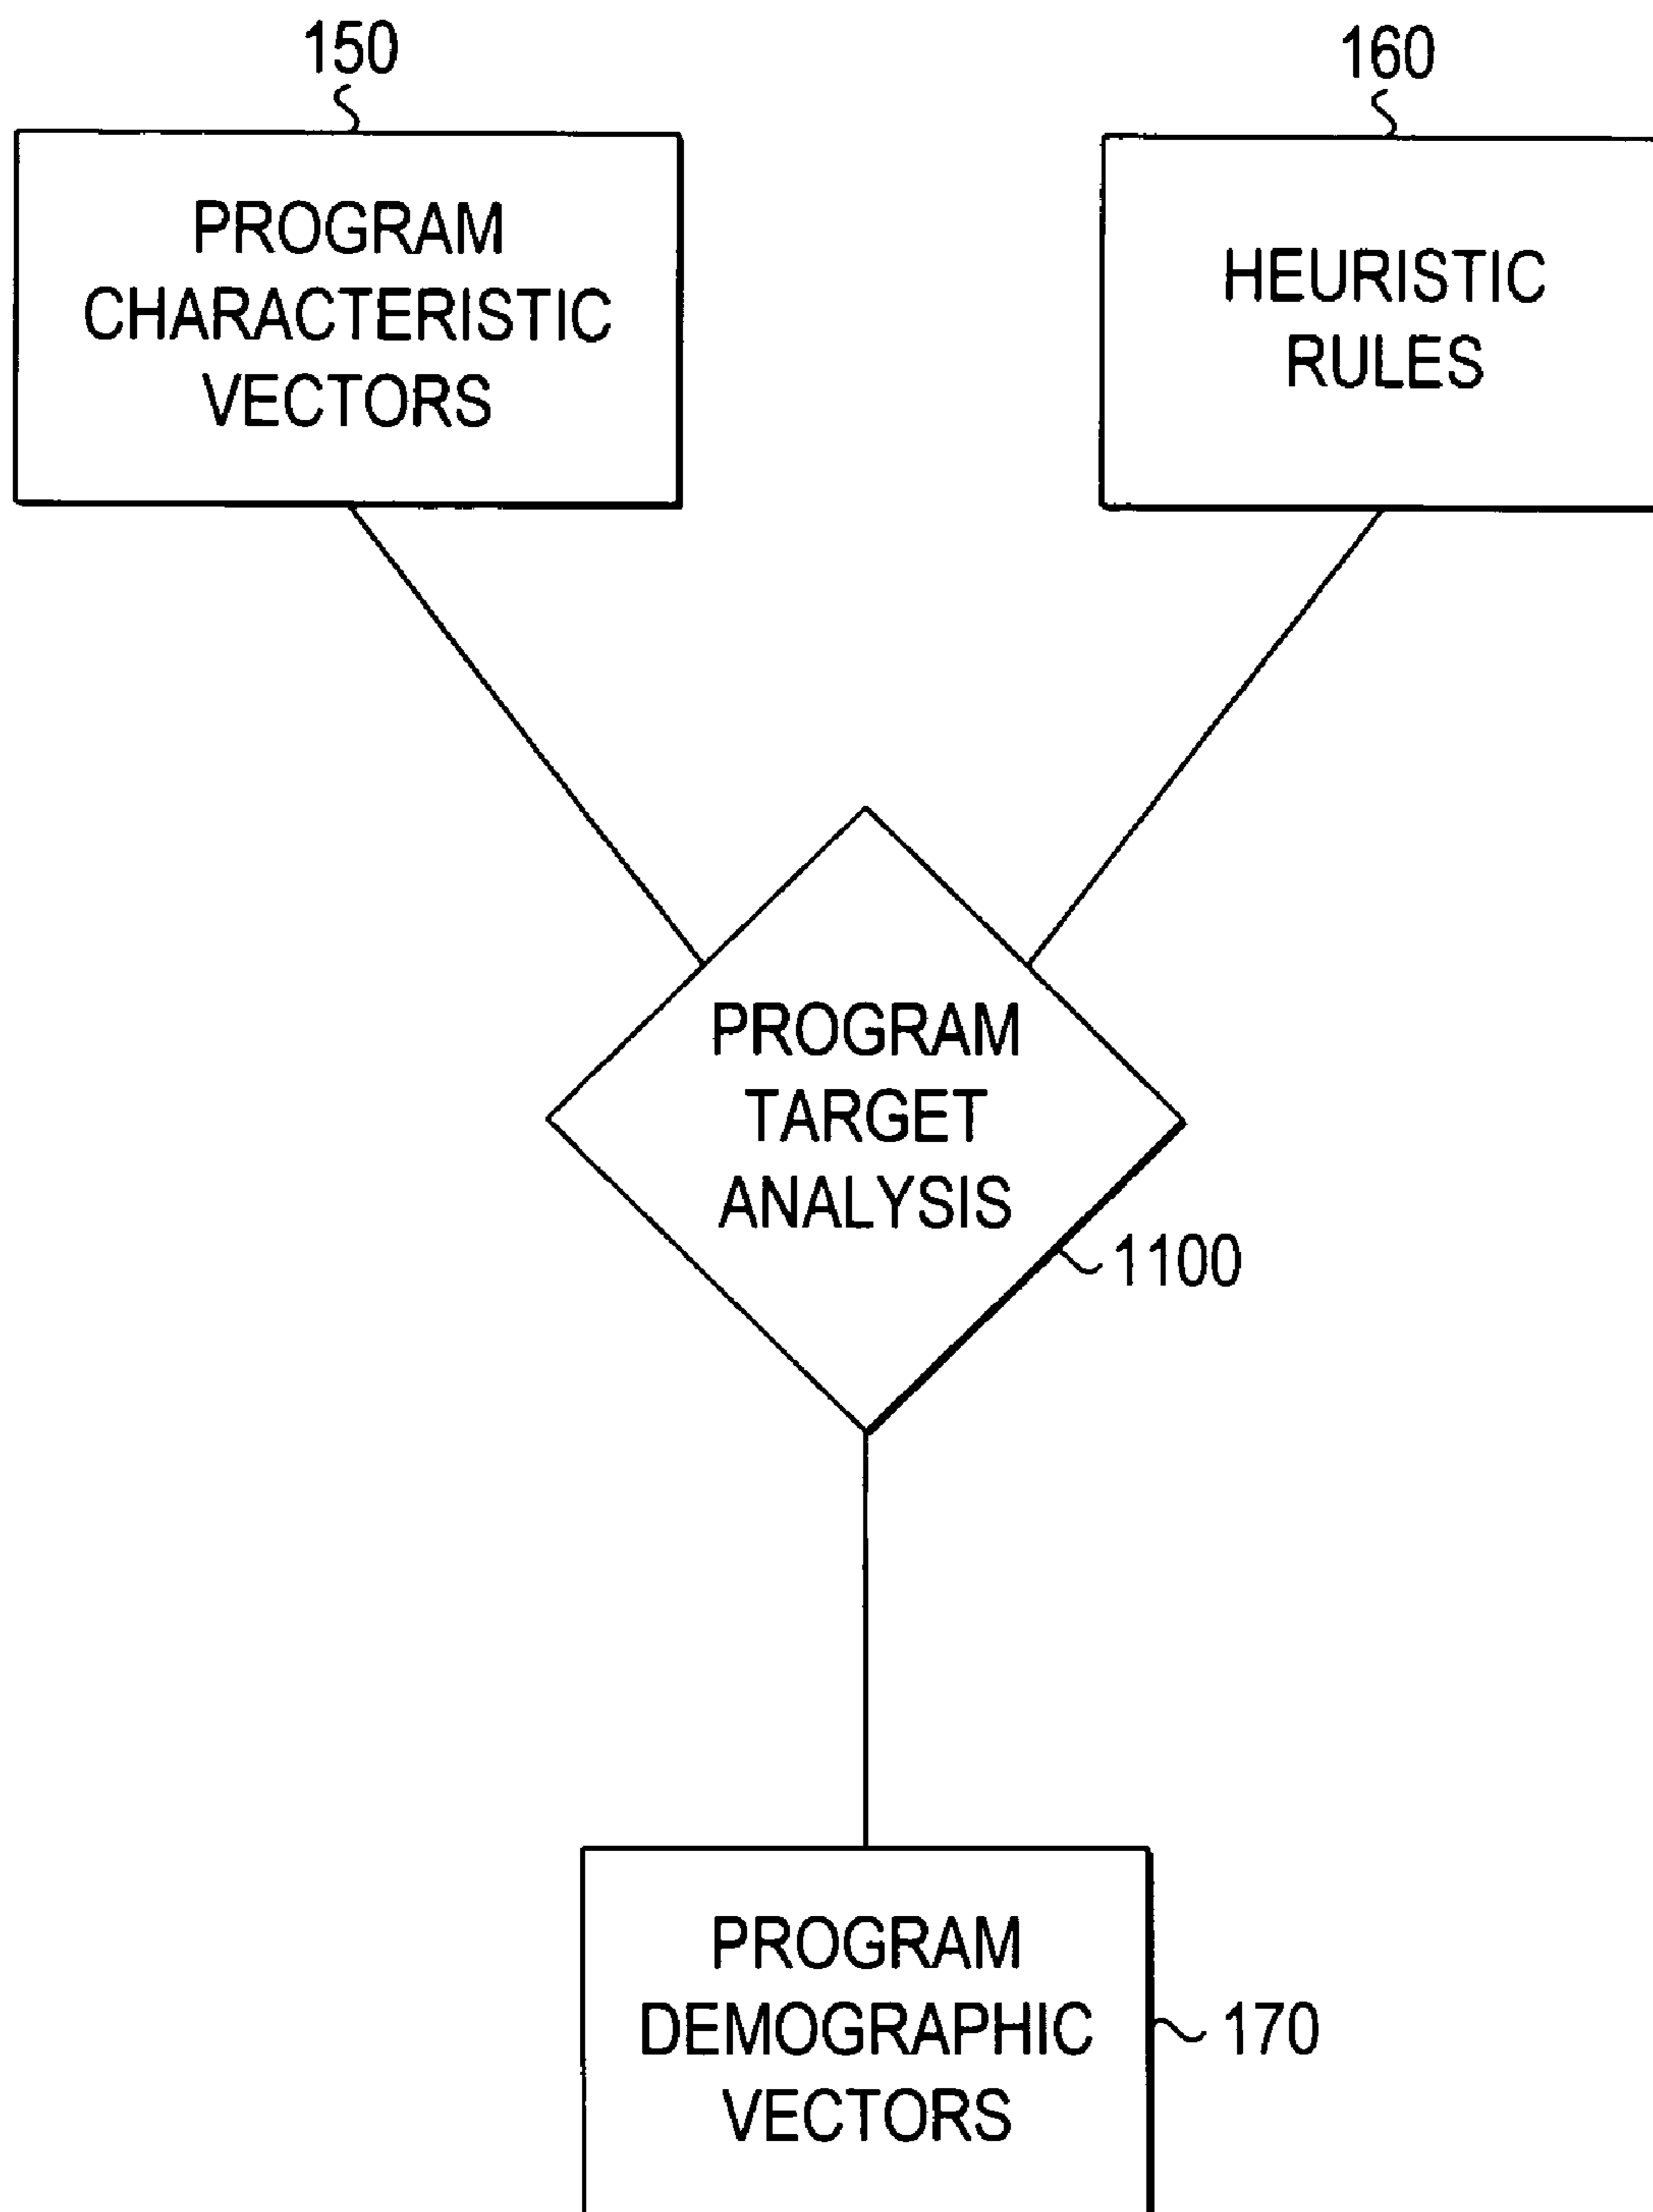 150
160
PROGRAM
CHARACTERISTIC
VECTORS
HEURISTIC
RULES
PROGRAM
TARGET
ANALYSIS
1100
PROGRAM
DEMOGRAPHIC
VECTORS
170